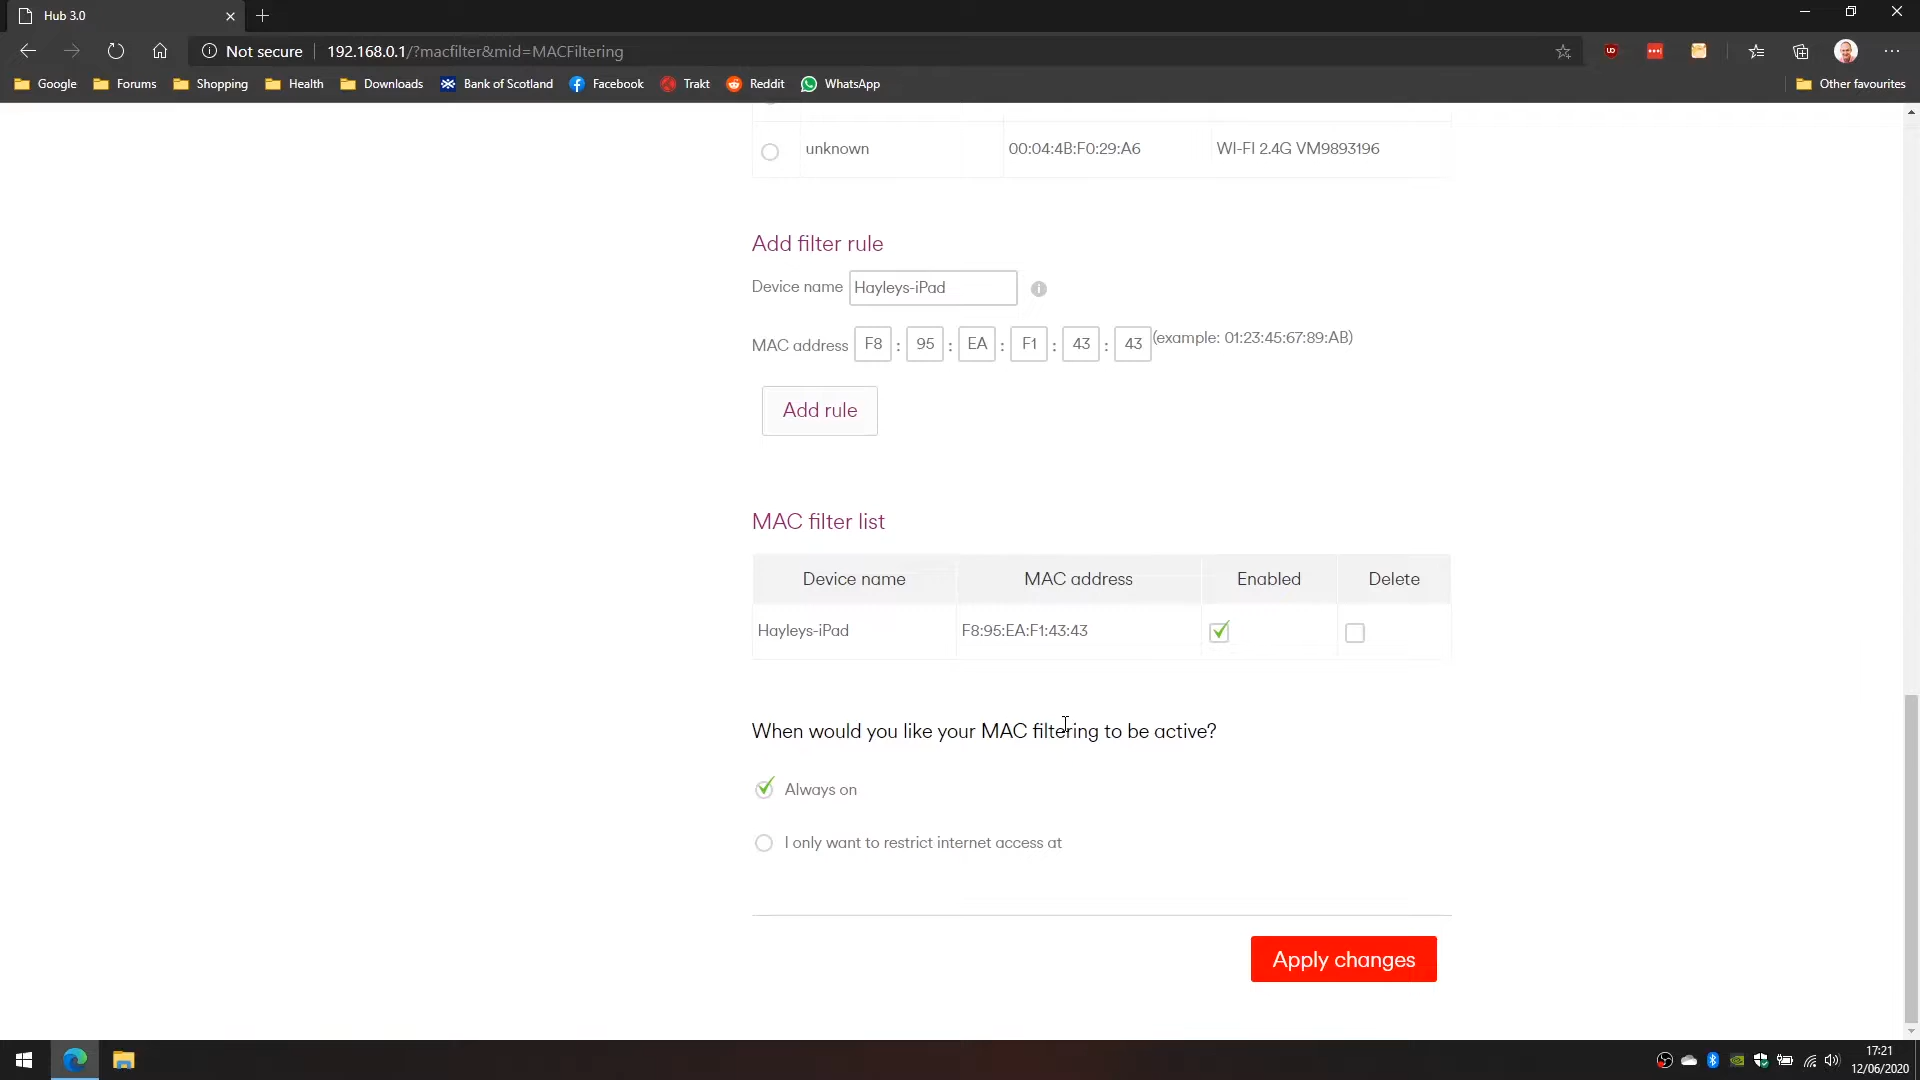 Hub 3.0
Not secure 192.168.0.1/?macfilter&mid=MACFiltering
Google Forums Shopping Health Downloads Bank of Scotland Facebook Trakt Reddit WhatsApp Other favourites
unknown 00:04:4B:F0:29:A6 WI-FI 2.4G VM9893196
Add filter rule
Device name Hayleys-iPad
MAC address F8 : 95 : EA : F1 : 43 : 43 (example: 01:23:45:67:89:AB)
Add rule
MAC filter list
Device name MAC address Enabled Delete
Hayleys-iPad F8:95:EA:F1:43:43
When would you like your MAC filtering to be active?
Always on
I only want to restrict internet access at
Apply changes
17:21
12/06/2020